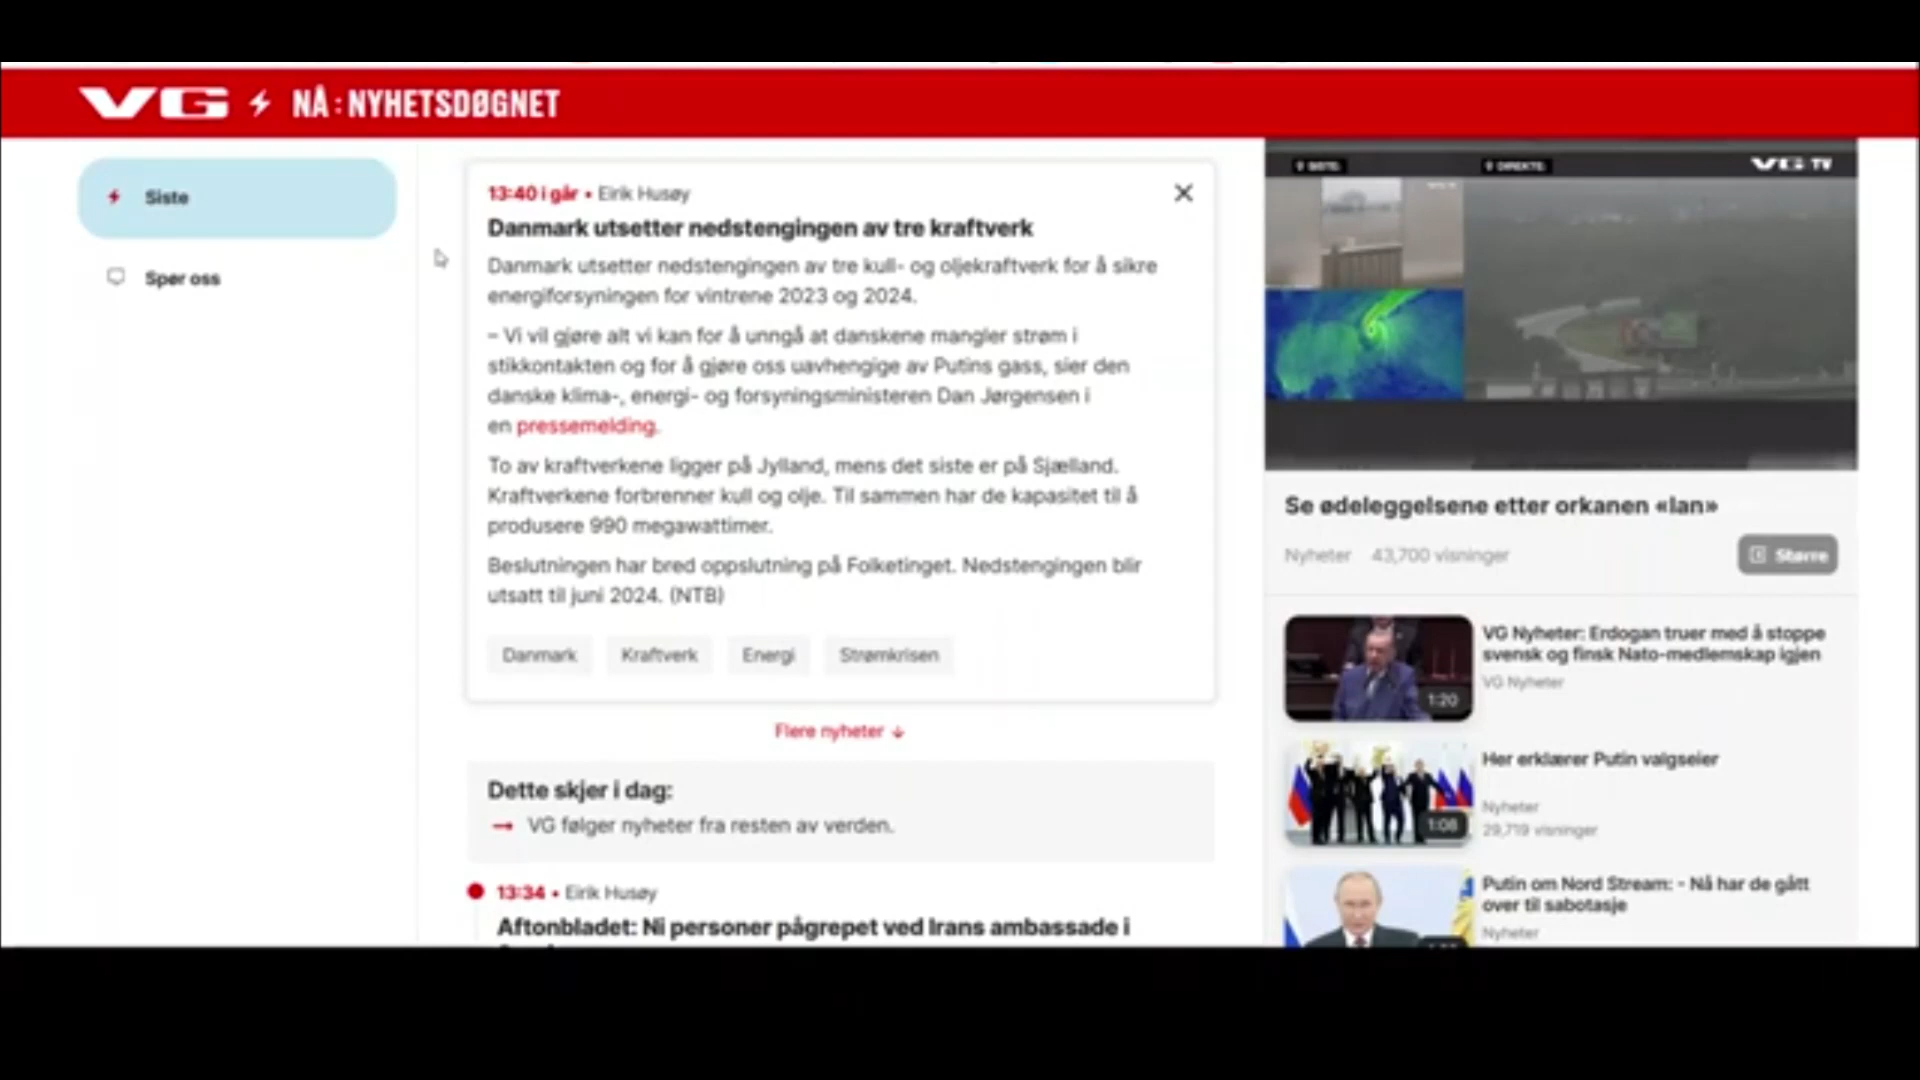 VG NÅ: NYHETSDØGNET
Siste
Spør oss
13:40 i går • Eirik Husøy
Danmark utsetter nedstengingen av tre kraftverk
Danmark utsetter nedstengingen av tre kull- og oljekraftverk for å sikre
energiforsyningen for vintrene 2023 og 2024.
– Vi vil gjøre alt vi kan for å unngå at danskene mangler strøm i
stikkontakten og for å gjøre oss uavhengige av Putins gass, sier den
danske klima-, energi- og forsyningsministeren Dan Jørgensen i
en pressemelding.
To av kraftverkene ligger på Jylland, mens det siste er på Sjælland.
Kraftverkene forbrenner kull og olje. Til sammen har de kapasitet til å
produsere 990 megawattimer.
Beslutningen har bred oppslutning på Folketinget. Nedstengingen blir
utsatt til juni 2024. (NTB)
Danmark Kraftverk Energi Strømkrisen
Flere nyheter ↓
Dette skjer i dag:
→ VG følger nyheter fra resten av verden.
13:34 • Eirik Husøy
Aftonbladet: Ni personer pågrepet ved Irans ambassade i
SISTE: DIREKTE: VG TV
Se ødeleggelsene etter orkanen «Ian»
Nyheter 43,700 visninger
Større
VG Nyheter: Erdogan truer med å stoppe
svensk og finsk Nato-medlemskap igjen
VG Nyheter
1:20
Her erklærer Putin valgseier
Nyheter
29,719 visninger
1:08
Putin om Nord Stream: - Nå har de gått
over til sabotasje
Nyheter